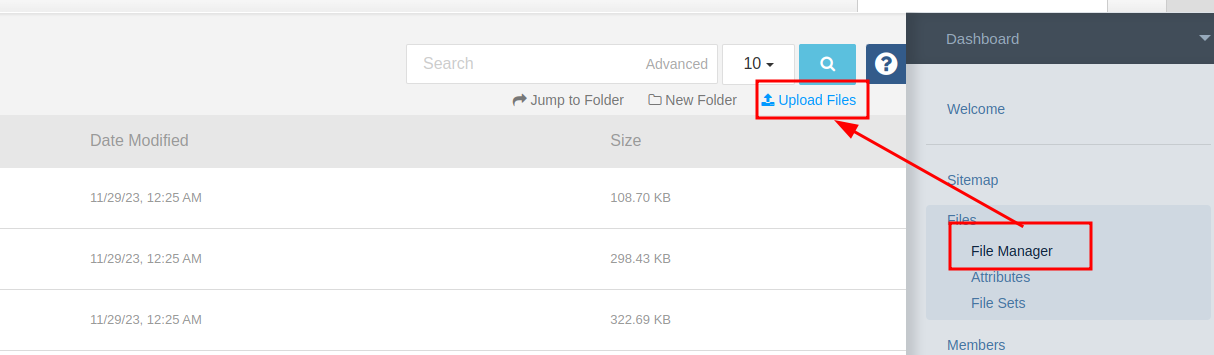 Dashboard
Search Advanced 10
Jump to Folder New Folder Upload Files
Welcome
Date Modified Size
Sitemap
11/29/23, 12:25 AM 108.70 KB
Files
File Manager
11/29/23, 12:25 AM 298.43 KB
Attributes
File Sets
11/29/23, 12:25 AM 322.69 KB
Members